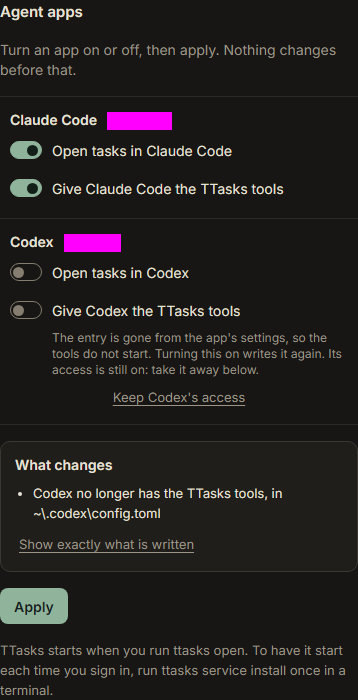 Agent apps
Turn an app on or off, then apply. Nothing changes
before that.
Claude Code
Open tasks in Claude Code
Give Claude Code the TTasks tools
Codex
Open tasks in Codex
Give Codex the TTasks tools
The entry is gone from the app's settings, so the
tools do not start. Turning this on writes it again. Its
access is still on: take it away below.
Keep Codex's access
What changes
• Codex no longer has the TTasks tools, in
~\.codex\config.toml
Show exactly what is written
Apply
TTasks starts when you run ttasks open. To have it start
each time you sign in, run ttasks service install once in a
terminal.